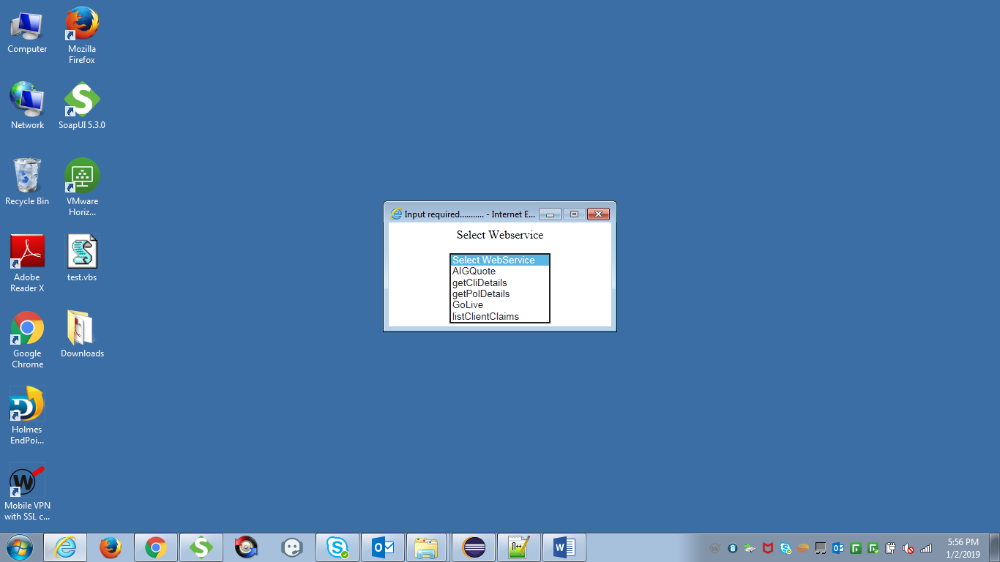 Computer
Mozilla
Firefox
Network
SoapUI 5.3.0
Recycle Bin
VMware
Horiz...
Adobe
Reader X
test.vbs
Google
Chrome
Downloads
Holmes
EndPoi...
Mobile VPN
with SSL c...
Input required........... - Internet E...
Select Webservice
Select WebService
AIGQuote
getCliDetails
getPolDetails
GoLive
listClientClaims
5:56 PM
1/2/2019